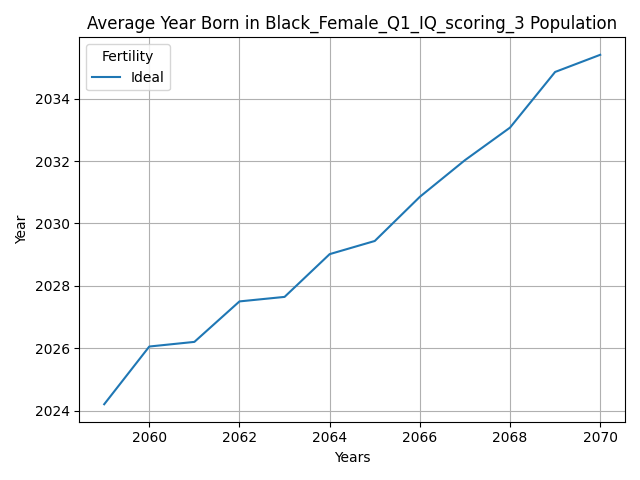 Average Year Born in Black_Female_Q1_IQ_scoring_3 Population
Fertility
Ideal
Year
2034
2032
2030
2028
2026
2024
2060 2062 2064 2066 2068 2070
Years